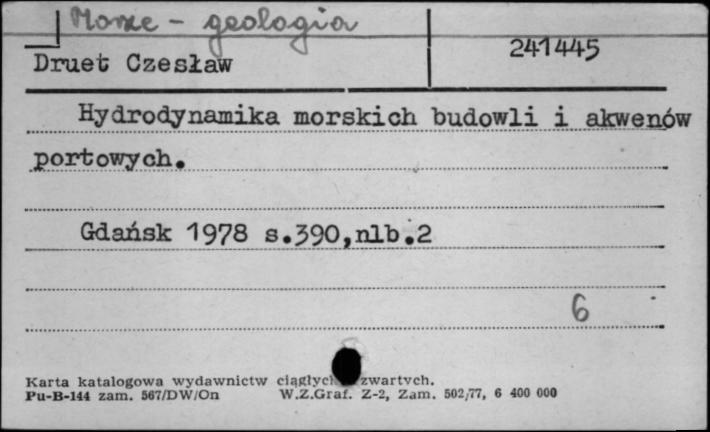 Morze - geologia
241445
Druet Czesław
Hydrodynamika morskich budowli i akwenów
portowych.
Gdańsk 1978 s.390,nlb.2
6
Karta katalogowa wydawnictw zwartych.
Pu-B-144 zam. 567/DW/On W.Z.Graf. Z-2, Zam. 502/77, 6 400 000